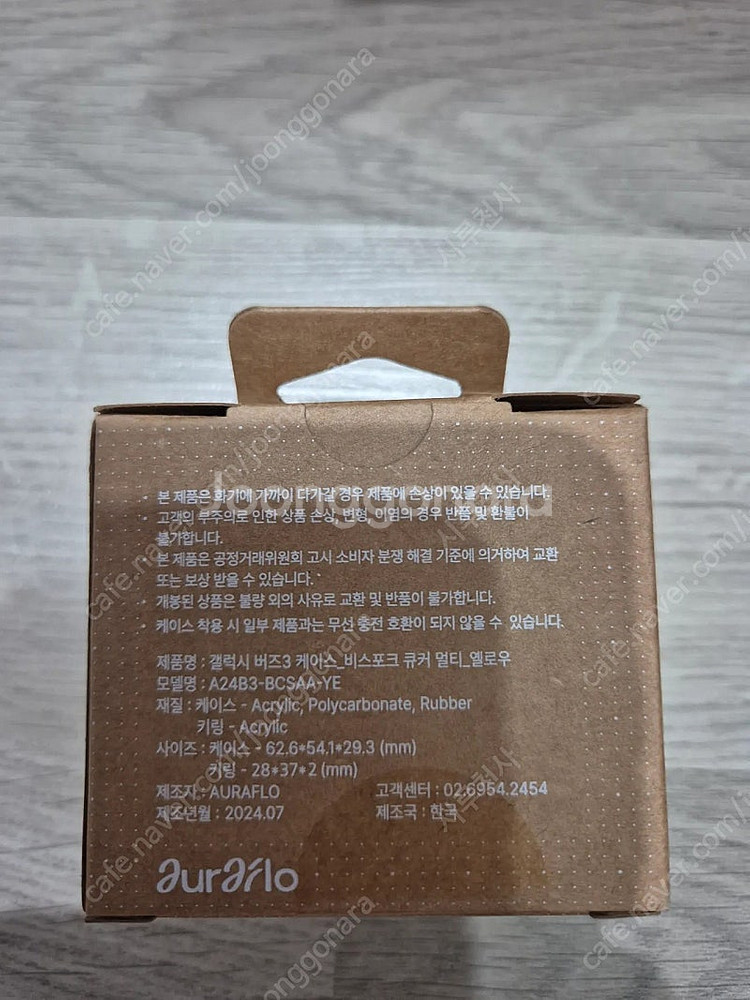 · 본 제품은 화기에 가까이 다가갈 경우 제품에 손상이 있을 수 있습니다.
· 고객의 부주의로 인한 상품 손상, 변형, 이염의 경우 반품 및 환불이
불가합니다.
· 본 제품은 공정거래위원회 고시 소비자 분쟁 해결 기준에 의거하여 교환
또는 보상 받을 수 있습니다.
· 개봉된 상품은 불량 외의 사유로 교환 및 반품이 불가합니다.
· 케이스 착용 시 일부 제품과는 무선 충전 호환이 되지 않을 수 있습니다.
제품명 : 갤럭시 버즈3 케이스_비스포크 큐커 멀티_옐로우
모델명 : A24B3-BCSAA-YE
재질 : 케이스 - Acrylic, Polycarbonate, Rubber
키링 - Acrylic
사이즈 : 케이스 - 62.6*54.1*29.3 (mm)
키링 - 28*37*2 (mm)
제조자 : AURAFLO 고객센터 : 02.6954.2454
제조년월 : 2024.07 제조국 : 한국
auraflo
cafe.naver.com/joonggonara
사루천사
joonggonara